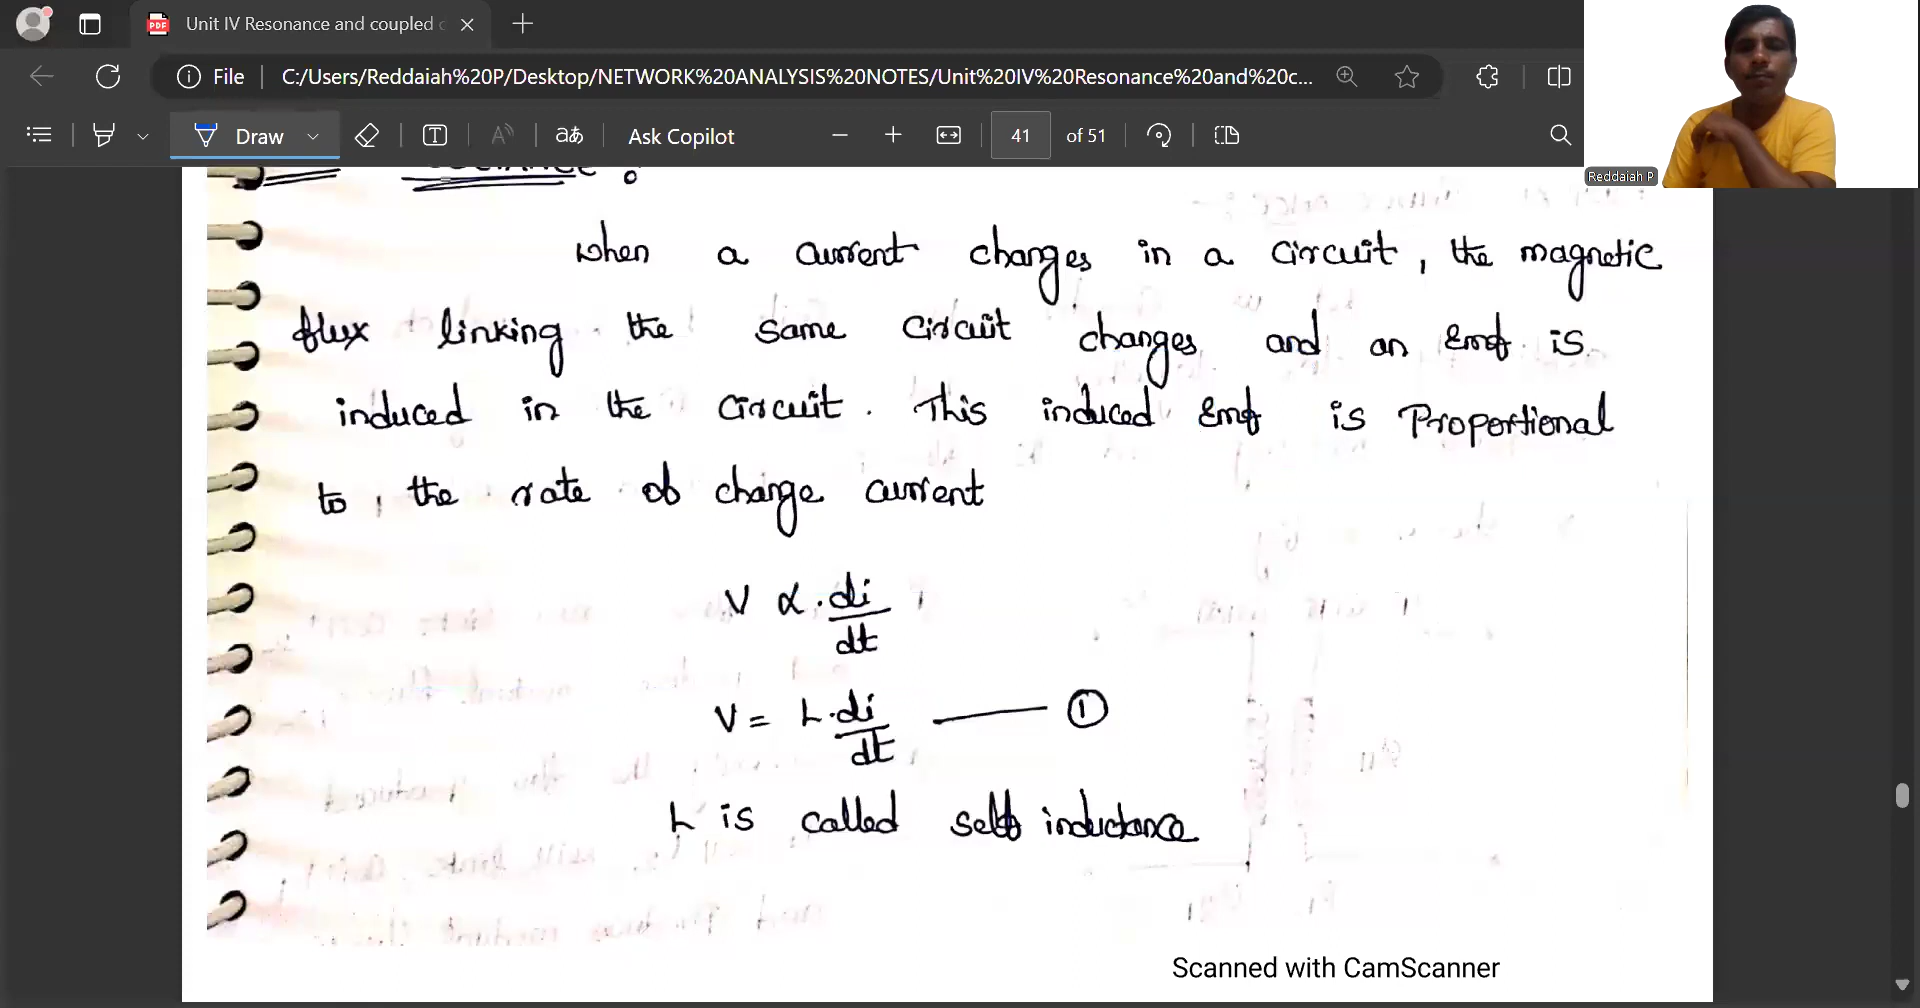 Unit IV Resonance and coupled c
File
C:/Users/Reddaiah%20P/Desktop/NETWORK%20ANALYSIS%20NOTES/Unit%20IV%20Resonance%20and%20c...
Draw
Ask Copilot
41 of 51
Reddaiah P
when a current changes in a circuit, the magnetic
flux linking the same circuit changes and an Emf is
induced in the circuit. This induced Emf is Proportional
to the rate of change current
V α . di/dt
V = L . di/dt —— ①
L is called self inductance
Scanned with CamScanner